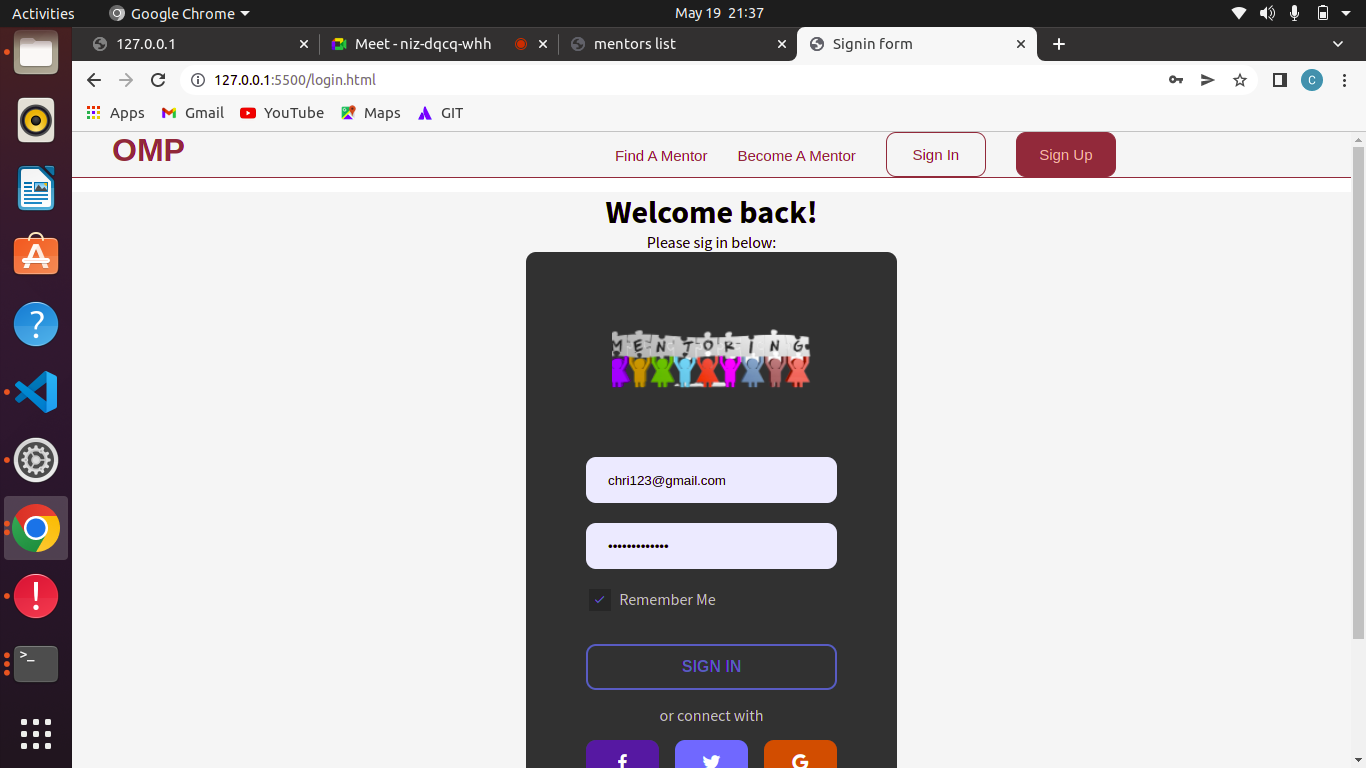 Activities Google Chrome May 19 21:37
127.0.0.1 Meet - niz-dqcq-whh mentors list Signin form
127.0.0.1:5500/login.html C
Apps Gmail YouTube Maps GIT
OMP Find A Mentor Become A Mentor Sign In Sign Up
Welcome back!
Please sig in below:
MENTORING
chri123@gmail.com
•••••••••••••
Remember Me
SIGN IN
or connect with